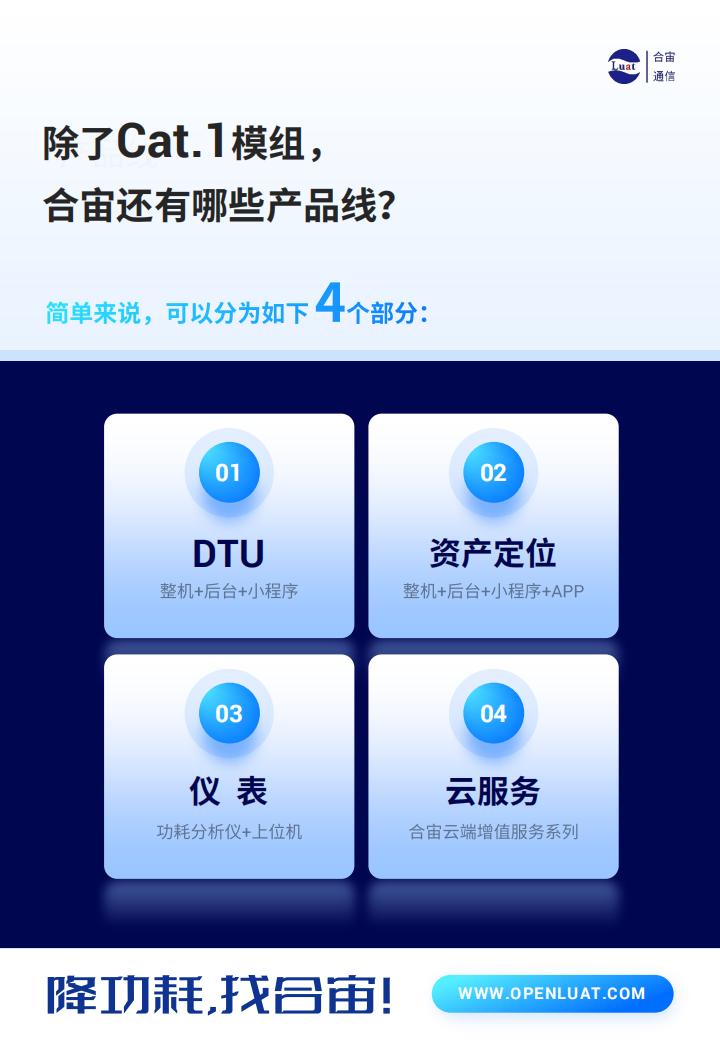 Luat
合宙
通信
除了Cat.1模组，
合宙还有哪些产品线？
简单来说，可以分为如下4个部分：
01
DTU
整机+后台+小程序
02
资产定位
整机+后台+小程序+APP
03
仪 表
功耗分析仪+上位机
04
云服务
合宙云端增值服务系列
降功耗,找合宙!
WWW.OPENLUAT.COM